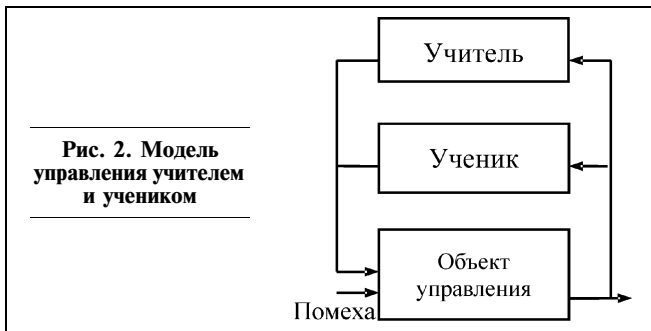 Рис. 2. Модель
управления учителем
и учеником
Учитель
Ученик
Объект
управления
Помеха